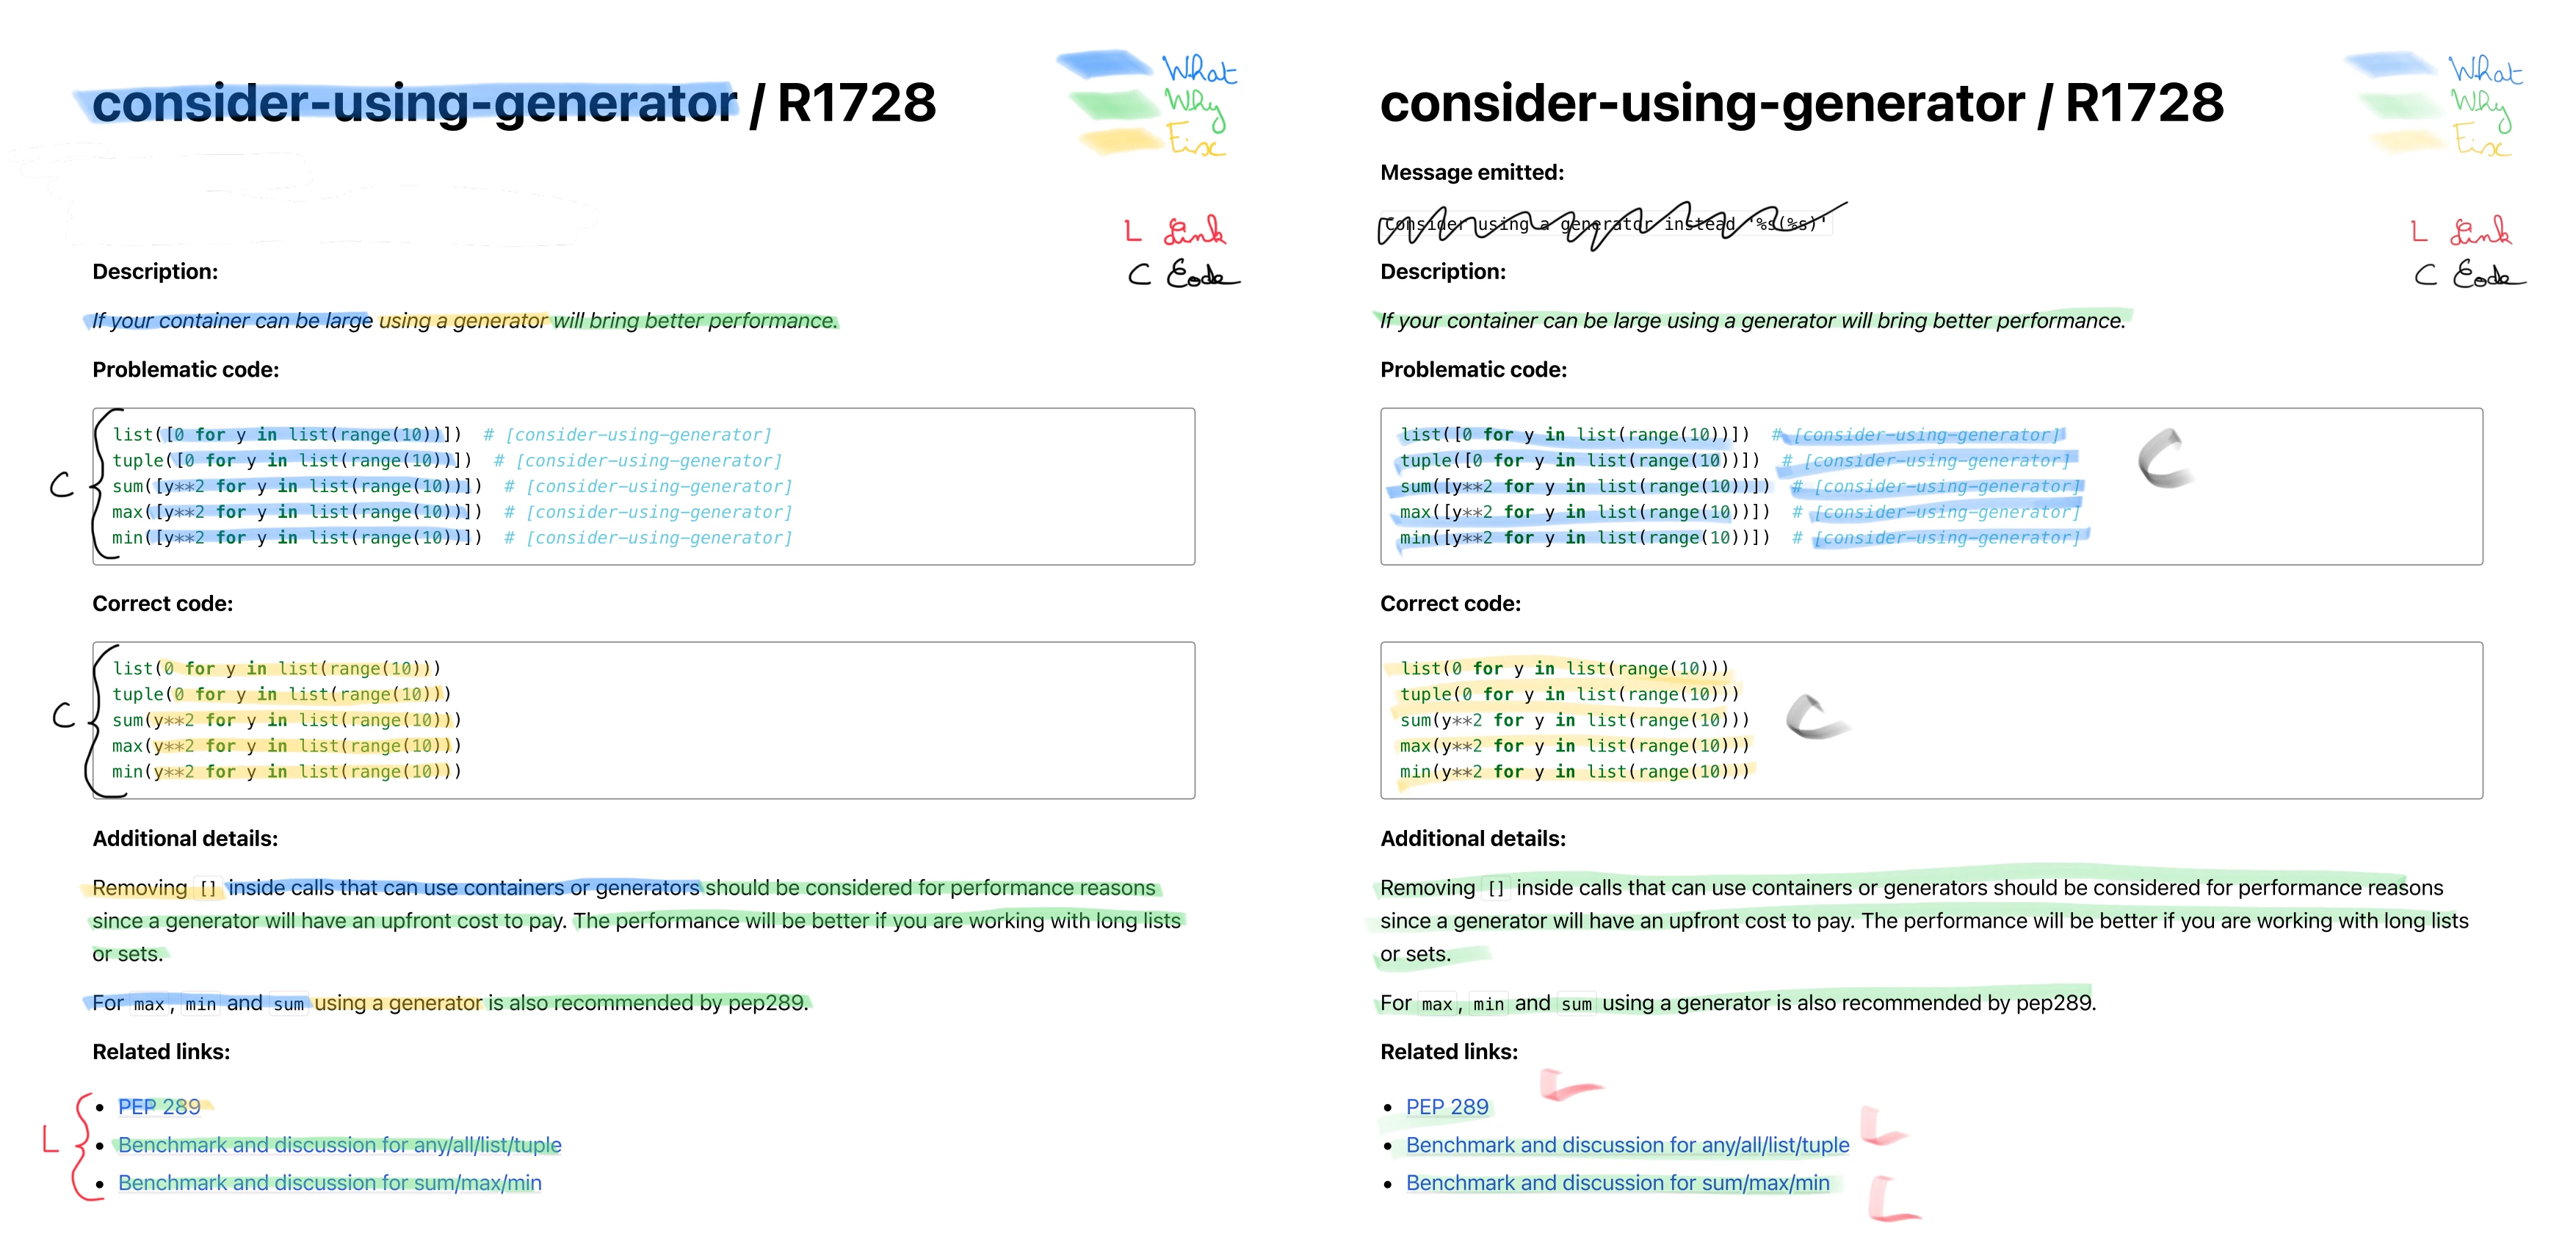 consider-using-generator / R1728
What
Why
Fix
L Link
C Code
Description:
If your container can be large using a generator will bring better performance.
Problematic code:
C
list([0 for y in list(range(10))]) # [consider-using-generator]
tuple([0 for y in list(range(10))]) # [consider-using-generator]
sum([y**2 for y in list(range(10))]) # [consider-using-generator]
max([y**2 for y in list(range(10))]) # [consider-using-generator]
min([y**2 for y in list(range(10))]) # [consider-using-generator]
Correct code:
C
list(0 for y in list(range(10)))
tuple(0 for y in list(range(10)))
sum(y**2 for y in list(range(10)))
max(y**2 for y in list(range(10)))
min(y**2 for y in list(range(10)))
Additional details:
Removing [] inside calls that can use containers or generators should be considered for performance reasons
since a generator will have an upfront cost to pay. The performance will be better if you are working with long lists
or sets.
For max, min and sum using a generator is also recommended by pep289.
Related links:
L
• PEP 289
• Benchmark and discussion for any/all/list/tuple
• Benchmark and discussion for sum/max/min
consider-using-generator / R1728
What
Why
Fix
Message emitted:
Consider using a generator instead '%s(%s)'
L Link
C Code
Description:
If your container can be large using a generator will bring better performance.
Problematic code:
list([0 for y in list(range(10))]) # [consider-using-generator]
tuple([0 for y in list(range(10))]) # [consider-using-generator]
sum([y**2 for y in list(range(10))]) # [consider-using-generator]
max([y**2 for y in list(range(10))]) # [consider-using-generator]
min([y**2 for y in list(range(10))]) # [consider-using-generator]
C
Correct code:
list(0 for y in list(range(10)))
tuple(0 for y in list(range(10)))
sum(y**2 for y in list(range(10)))
max(y**2 for y in list(range(10)))
min(y**2 for y in list(range(10)))
C
Additional details:
Removing [] inside calls that can use containers or generators should be considered for performance reasons
since a generator will have an upfront cost to pay. The performance will be better if you are working with long lists
or sets.
For max, min and sum using a generator is also recommended by pep289.
Related links:
• PEP 289 L
• Benchmark and discussion for any/all/list/tuple L
• Benchmark and discussion for sum/max/min L